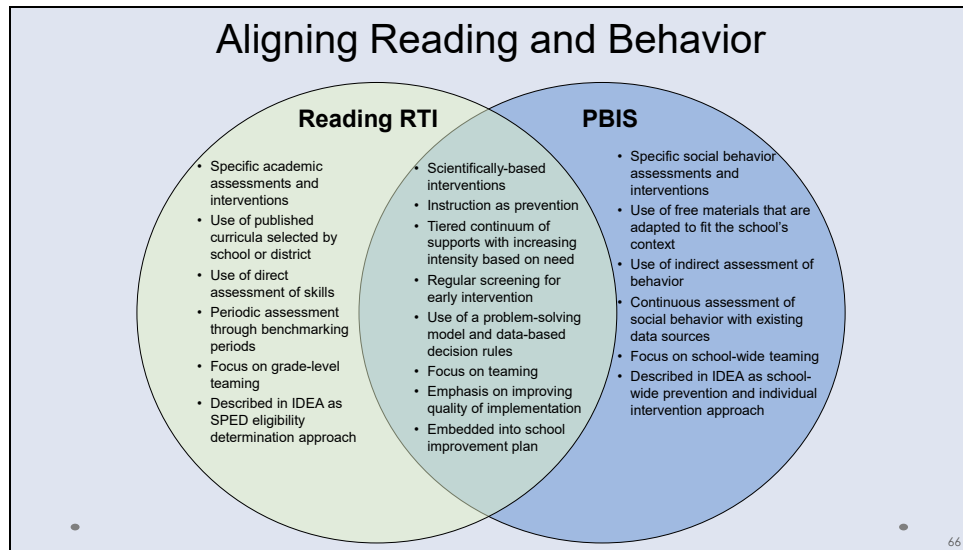 Aligning Reading and Behavior
Reading RTI
• Specific academic
assessments and
interventions
• Use of published
curricula selected by
school or district
• Use of direct
assessment of skills
• Periodic assessment
through benchmarking
periods
• Focus on grade-level
teaming
• Described in IDEA as
SPED eligibility
determination approach
• Scientifically-based
interventions
• Instruction as prevention
• Tiered continuum of
supports with increasing
intensity based on need
• Regular screening for
early intervention
• Use of a problem-solving
model and data-based
decision rules
• Focus on teaming
• Emphasis on improving
quality of implementation
• Embedded into school
improvement plan
PBIS
• Specific social behavior
assessments and
interventions
• Use of free materials that are
adapted to fit the school's
context
• Use of indirect assessment of
behavior
• Continuous assessment of
social behavior with existing
data sources
• Focus on school-wide teaming
• Described in IDEA as school-
wide prevention and individual
intervention approach
66